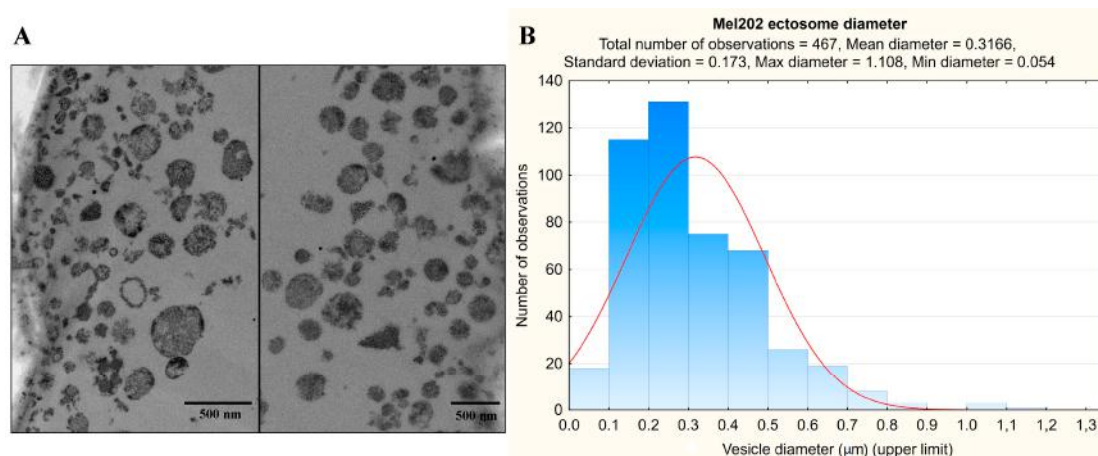 A
500 nm
500 nm
B
Mel202 ectosome diameter
Total number of observations = 467, Mean diameter = 0.3166,
Standard deviation = 0.173, Max diameter = 1.108, Min diameter = 0.054
Number of observations
140
120
100
80
60
40
20
0
0.0 0.1 0.2 0.3 0.4 0.5 0.6 0.7 0.8 0.9 1.0 1,1 1,2 1,3
Vesicle diameter (μm) (upper limit)